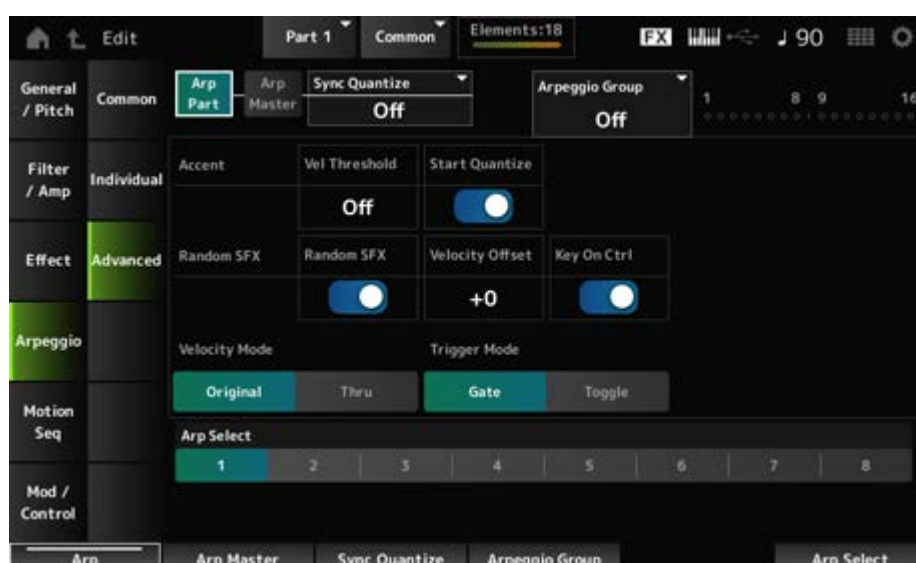 Edit
Part 1
Common
Elements:18
FX
90
General
/ Pitch
Common
Arp
Part
Arp
Master
Sync Quantize
Off
Arpeggio Group
Off
1
8 9
16
Filter
/ Amp
Individual
Accent
Vel Threshold
Start Quantize
Off
Effect
Advanced
Random SFX
Random SFX
Velocity Offset
Key On Ctrl
+0
Arpeggio
Velocity Mode
Trigger Mode
Original
Thru
Gate
Toggle
Motion
Seq
Arp Select
1 2 3 4 5 6 7 8
Mod /
Control
Arp
Arp Master
Sync Quantize
Arpeggio Group
Arp Select